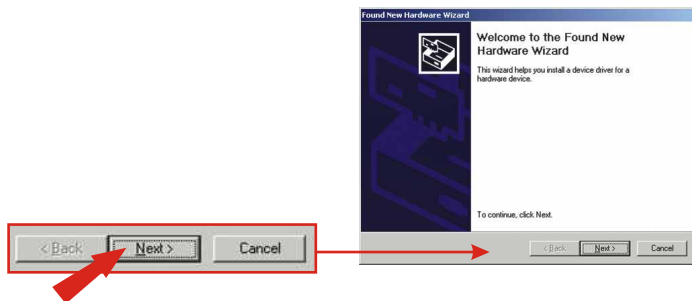 Found New Hardware Wizard
Welcome to the Found New
Hardware Wizard
This wizard helps you install a device driver for a
hardware device.
To continue, click Next.
< Back Next > Cancel
< Back Next > Cancel